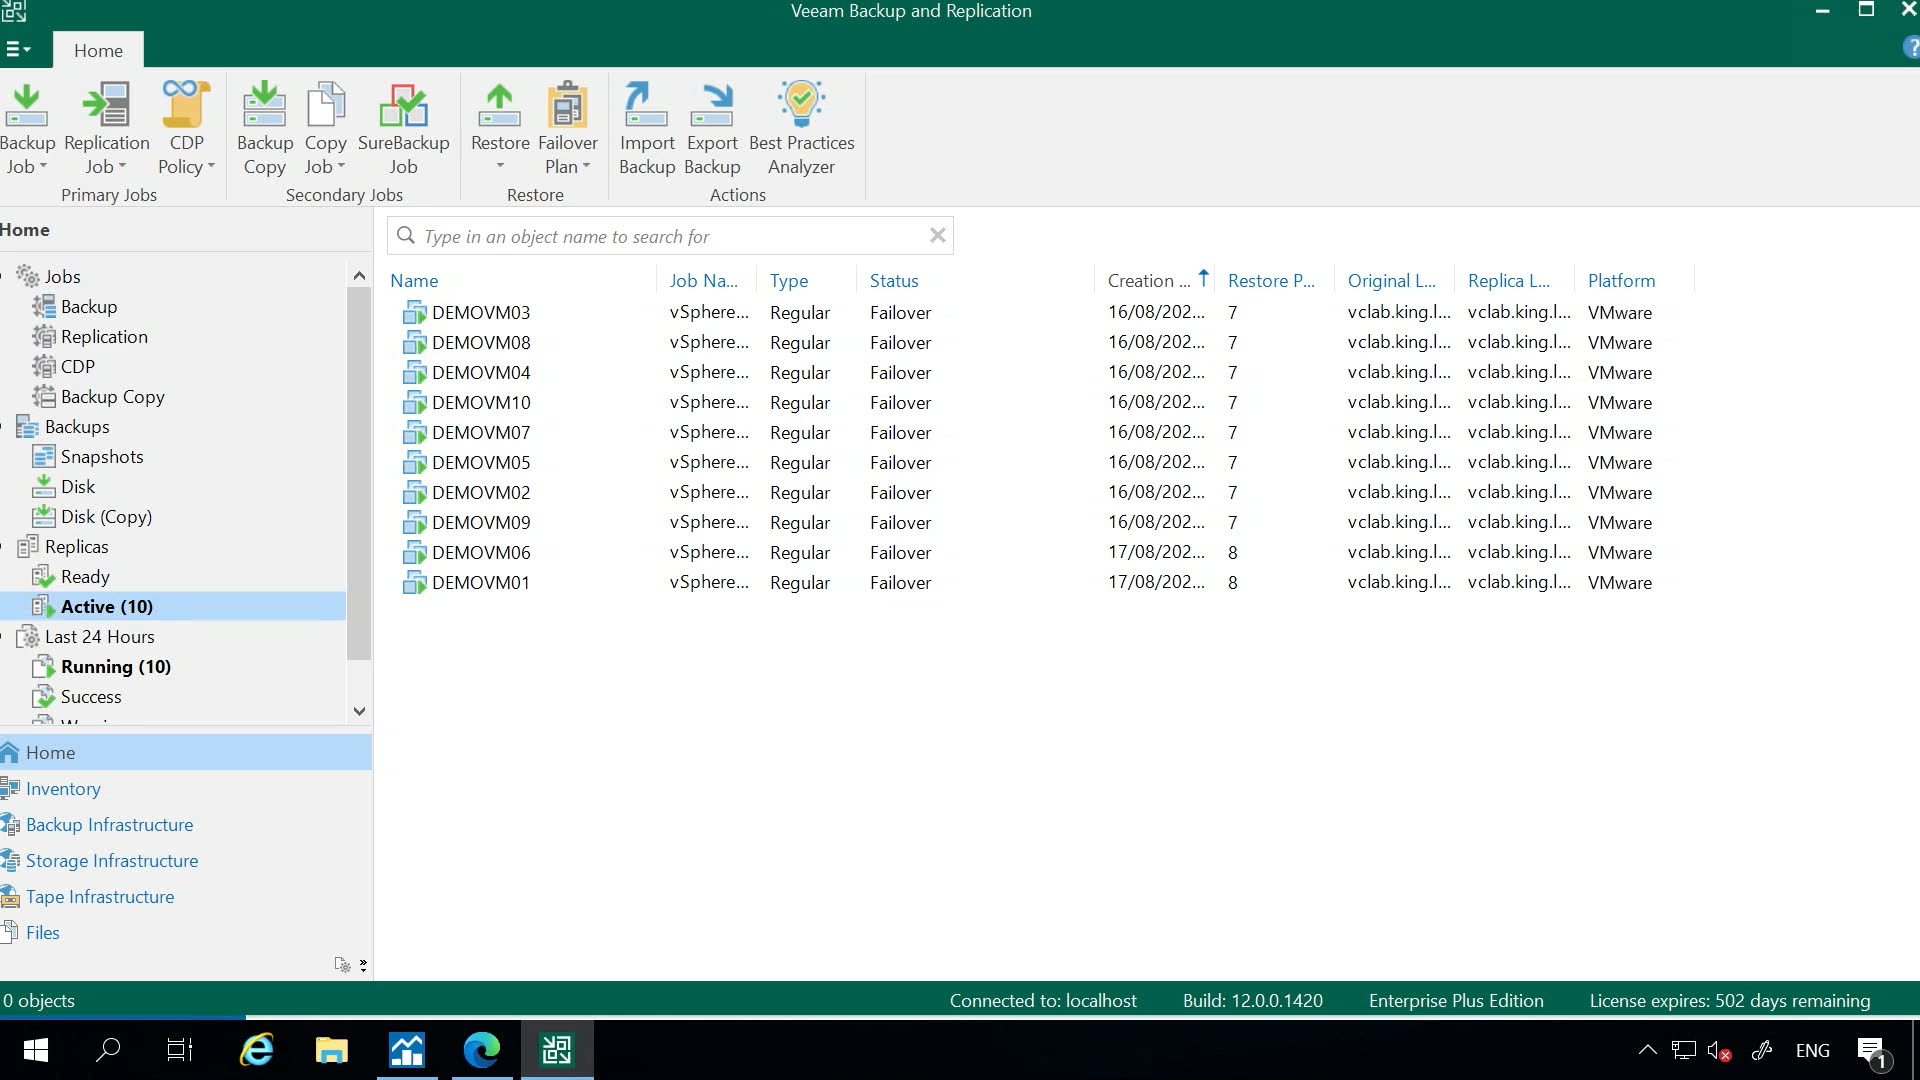 Veeam Backup and Replication
Home
?
Backup Job
Replication Job
CDP Policy
Primary Jobs
Backup Copy
Copy Job
SureBackup Job
Secondary Jobs
Restore
Failover Plan
Restore
Import Backup
Export Backup
Best Practices Analyzer
Actions
Home
Jobs
Backup
Replication
CDP
Backup Copy
Backups
Snapshots
Disk
Disk (Copy)
Replicas
Ready
Active (10)
Last 24 Hours
Running (10)
Success
Home
Inventory
Backup Infrastructure
Storage Infrastructure
Tape Infrastructure
Files
Type in an object name to search for
Name Job Na... Type Status Creation ... Restore P... Original L... Replica L... Platform
DEMOVM03 vSphere... Regular Failover 16/08/202... 7 vclab.king.l... vclab.king.l... VMware
DEMOVM08 vSphere... Regular Failover 16/08/202... 7 vclab.king.l... vclab.king.l... VMware
DEMOVM04 vSphere... Regular Failover 16/08/202... 7 vclab.king.l... vclab.king.l... VMware
DEMOVM10 vSphere... Regular Failover 16/08/202... 7 vclab.king.l... vclab.king.l... VMware
DEMOVM07 vSphere... Regular Failover 16/08/202... 7 vclab.king.l... vclab.king.l... VMware
DEMOVM05 vSphere... Regular Failover 16/08/202... 7 vclab.king.l... vclab.king.l... VMware
DEMOVM02 vSphere... Regular Failover 16/08/202... 7 vclab.king.l... vclab.king.l... VMware
DEMOVM09 vSphere... Regular Failover 16/08/202... 7 vclab.king.l... vclab.king.l... VMware
DEMOVM06 vSphere... Regular Failover 17/08/202... 8 vclab.king.l... vclab.king.l... VMware
DEMOVM01 vSphere... Regular Failover 17/08/202... 8 vclab.king.l... vclab.king.l... VMware
0 objects Connected to: localhost Build: 12.0.0.1420 Enterprise Plus Edition License expires: 502 days remaining
ENG 1